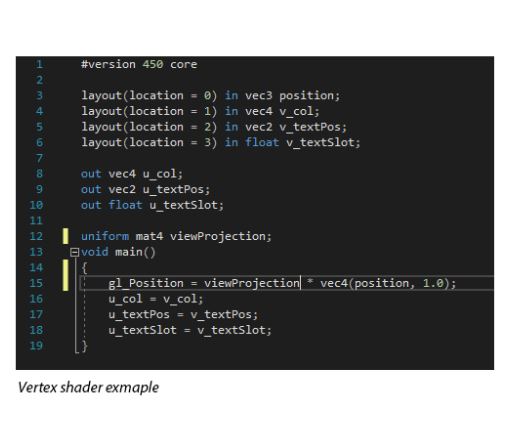 1 #version 450 core
2
3 layout(location = 0) in vec3 position;
4 layout(location = 1) in vec4 v_col;
5 layout(location = 2) in vec2 v_textPos;
6 layout(location = 3) in float v_textSlot;
7
8 out vec4 u_col;
9 out vec2 u_textPos;
10 out float u_textSlot;
11
12 uniform mat4 viewProjection;
13 void main()
14 {
15 gl_Position = viewProjection * vec4(position, 1.0);
16 u_col = v_col;
17 u_textPos = v_textPos;
18 u_textSlot = v_textSlot;
19 }
Vertex shader exmaple